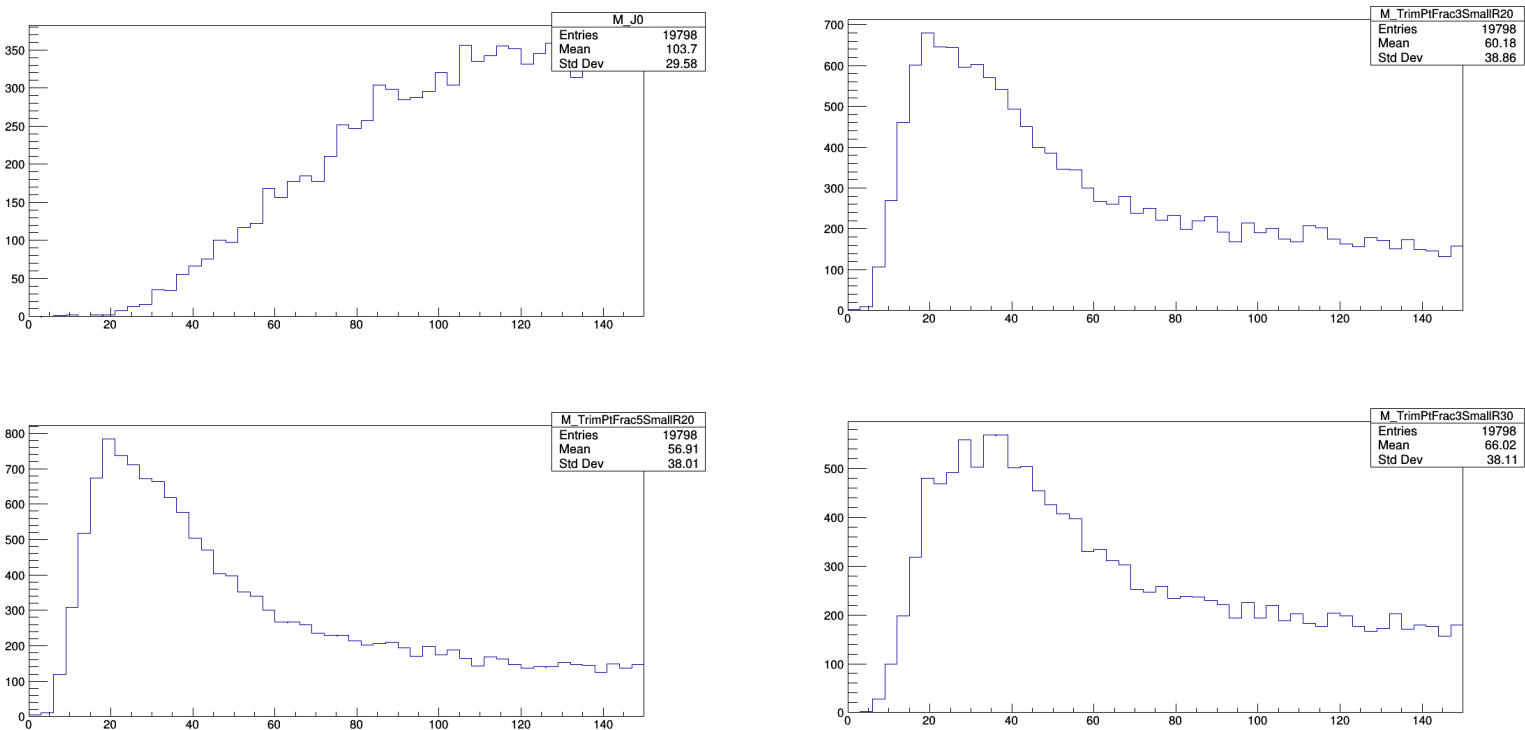 M_J0
Entries 19798
Mean 103.7
Std Dev 29.58
350
300
250
200
150
100
50
0
0 20 40 60 80 100 120 140
M_TrimPtFrac3SmallR20
Entries 19798
Mean 60.18
Std Dev 38.86
700
600
500
400
300
200
100
0
0 20 40 60 80 100 120 140
M_TrimPtFrac5SmallR20
Entries 19798
Mean 56.91
Std Dev 38.01
800
700
600
500
400
300
200
100
0
0 20 40 60 80 100 120 140
M_TrimPtFrac3SmallR30
Entries 19798
Mean 66.02
Std Dev 38.11
500
400
300
200
100
0
0 20 40 60 80 100 120 140